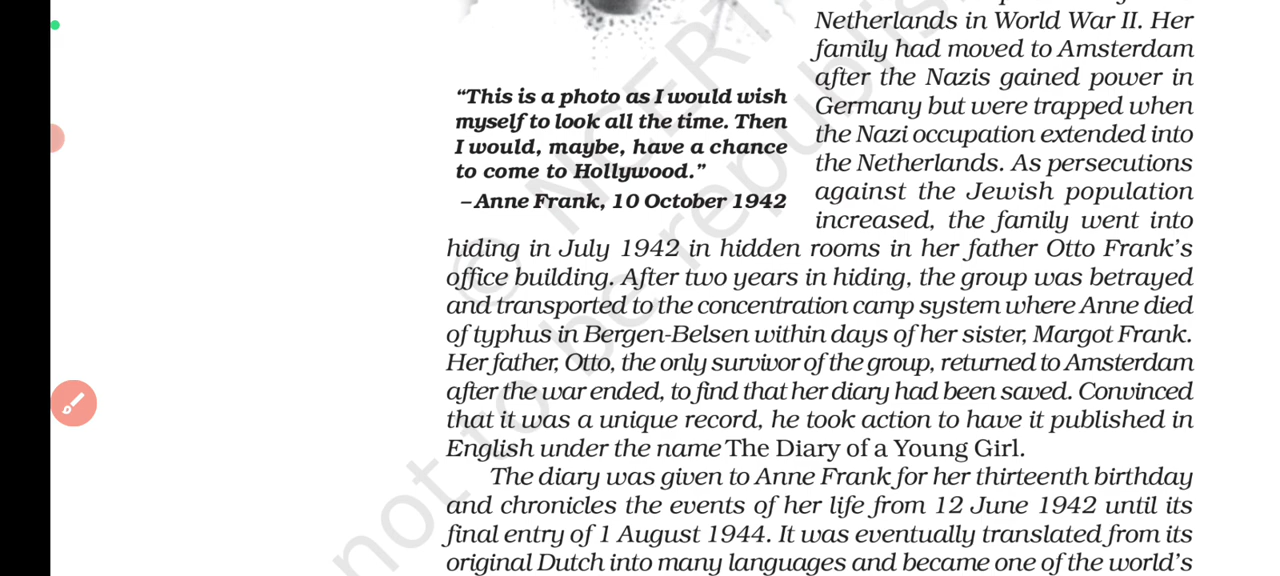 Netherlands in World War II. Her
family had moved to Amsterdam
after the Nazis gained power in
Germany but were trapped when
the Nazi occupation extended into
the Netherlands. As persecutions
against the Jewish population
increased, the family went into
"This is a photo as I would wish
myself to look all the time. Then
I would, maybe, have a chance
to come to Hollywood."
– Anne Frank, 10 October 1942
hiding in July 1942 in hidden rooms in her father Otto Frank's
office building. After two years in hiding, the group was betrayed
and transported to the concentration camp system where Anne died
of typhus in Bergen-Belsen within days of her sister, Margot Frank.
Her father, Otto, the only survivor of the group, returned to Amsterdam
after the war ended, to find that her diary had been saved. Convinced
that it was a unique record, he took action to have it published in
English under the name The Diary of a Young Girl.
The diary was given to Anne Frank for her thirteenth birthday
and chronicles the events of her life from 12 June 1942 until its
final entry of 1 August 1944. It was eventually translated from its
original Dutch into many languages and became one of the world's
© NCERT
not to be republis